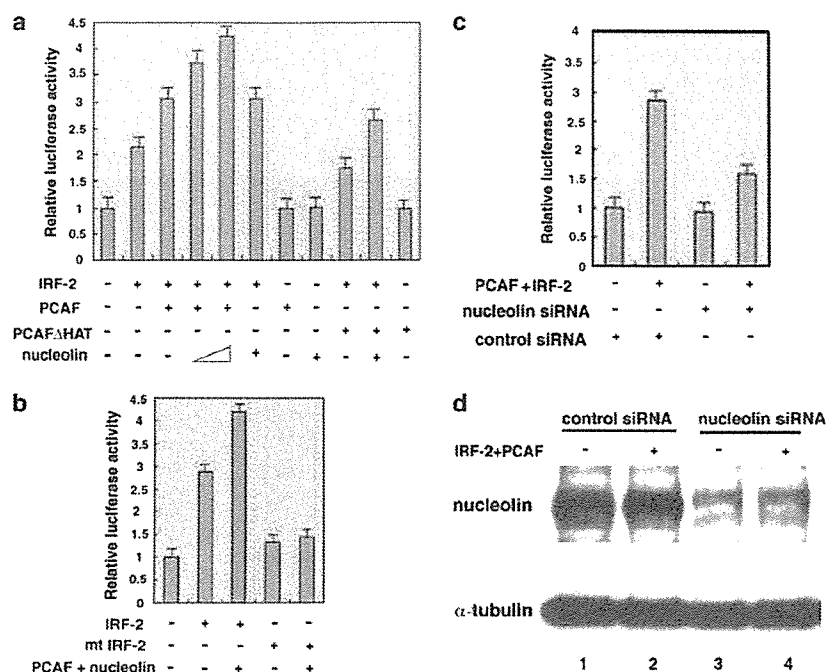 a
Relative luciferase activity
4.5
4
3.5
3
2.5
2
1.5
1
0.5
0
IRF-2 - + + + + + - - + + -
PCAF - - + + + - + - - - -
PCAFΔHAT - - - - - - - - + + +
nucleolin - - - + - - + - + -
b
Relative luciferase activity
4.5
4
3.5
3
2.5
2
1.5
1
0.5
0
IRF-2 - + + - -
mt IRF-2 - - - + +
PCAF + nucleolin - - + - +
c
Relative luciferase activity
4
3.5
3
2.5
2
1.5
1
0.5
0
PCAF+IRF-2 - + - +
nucleolin siRNA - - + +
control siRNA + + - -
d
control siRNA nucleolin siRNA
IRF-2+PCAF - + - +
nucleolin
α-tubulin
1 2 3 4